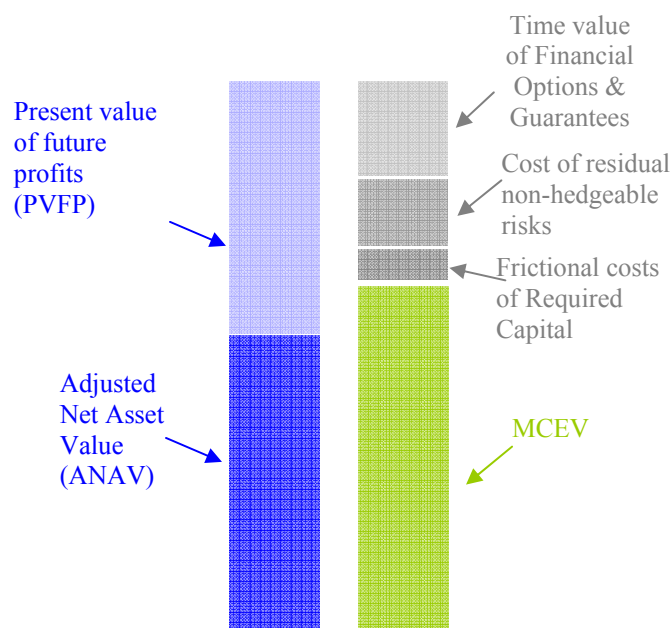 Present value
of future
profits
(PVFP)
Adjusted
Net Asset
Value
(ANAV)
Time value
of Financial
Options &
Guarantees
Cost of residual
non-hedgeable
risks
Frictional costs
of Required
Capital
MCEV